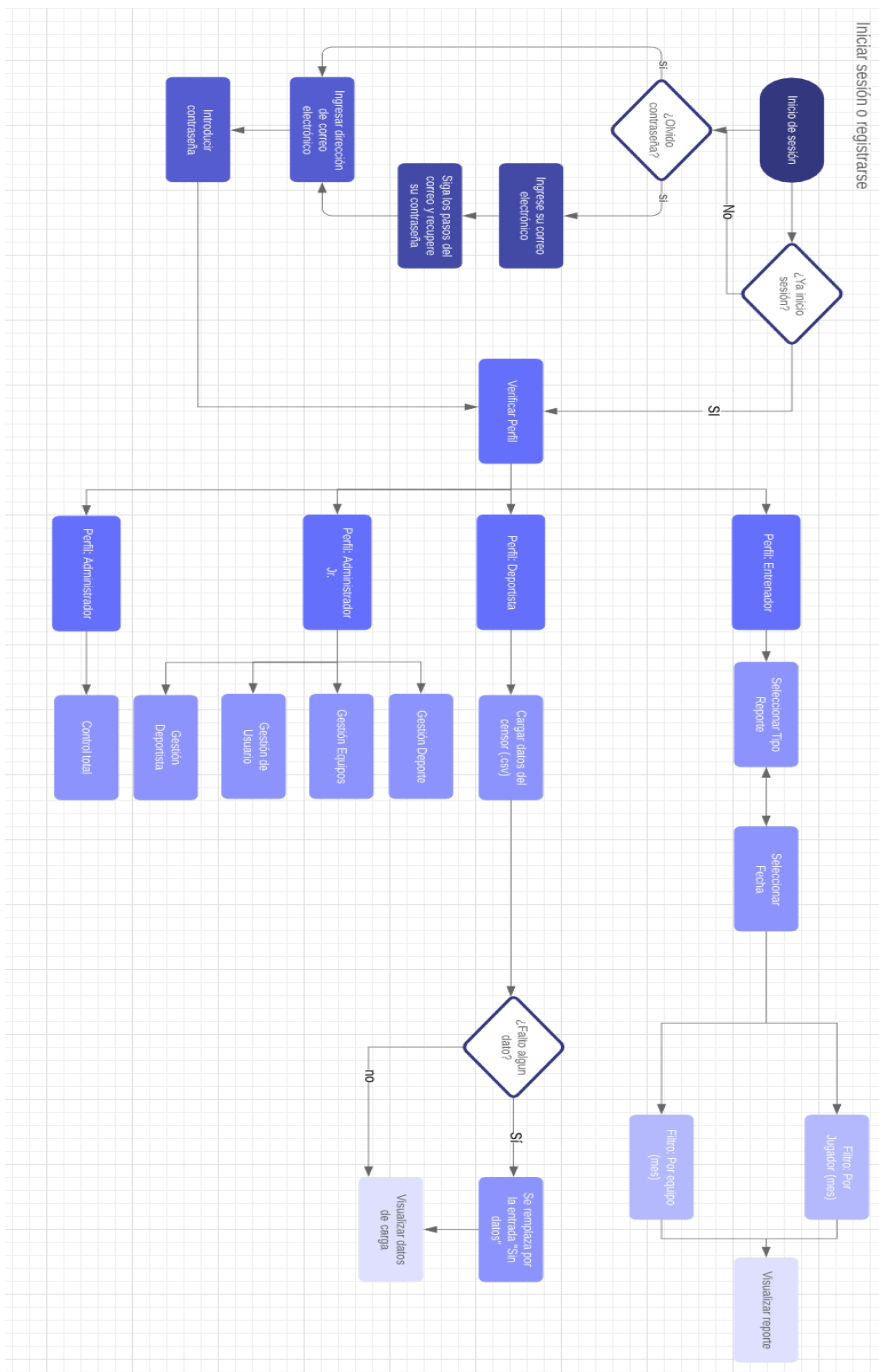 Iniciar sesión o registrarse
Inicio de sesión
¿Ya inicio
sesión?
No
SI
¿Olvido
contraseña?
si
si
Ingrese su correo
electrónico
Siga los pasos del
correo y recupere
su contraseña
Ingresar dirección
de correo
electrónico
Introducir
contraseña
Verificar Perfil
Perfil: Entrenador
Seleccionar Tipo
Reporte
Seleccionar
Fecha
Filtro: Por
Jugador (mes)
Filtro: Por equipo
(mes)
Visualizar reporte
Perfil: Deportista
Cargar datos del
censor (.csv)
¿Falto algun
dato?
Sí
no
Se remplaza por
la entrada "Sin
datos"
Visualizar datos
de carga
Perfil: Administrador
Jr.
Gestión Deporte
Gestión Equipos
Gestión de
Usuario
Gestión
Deportista
Perfil: Administrador
Control total